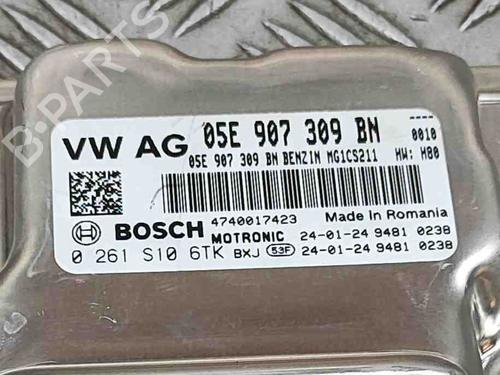 VW AG 05E 907 309 BN ---- 0010
05E 907 309 BN BENZIN MG1CS211 HW: H80
BOSCH 4740017423 Made in Romania
MOTRONIC 24-01-24 9481 0238
0 261 S10 6TK BXJ 53F 24-01-24 9481 0238
B-PARTS